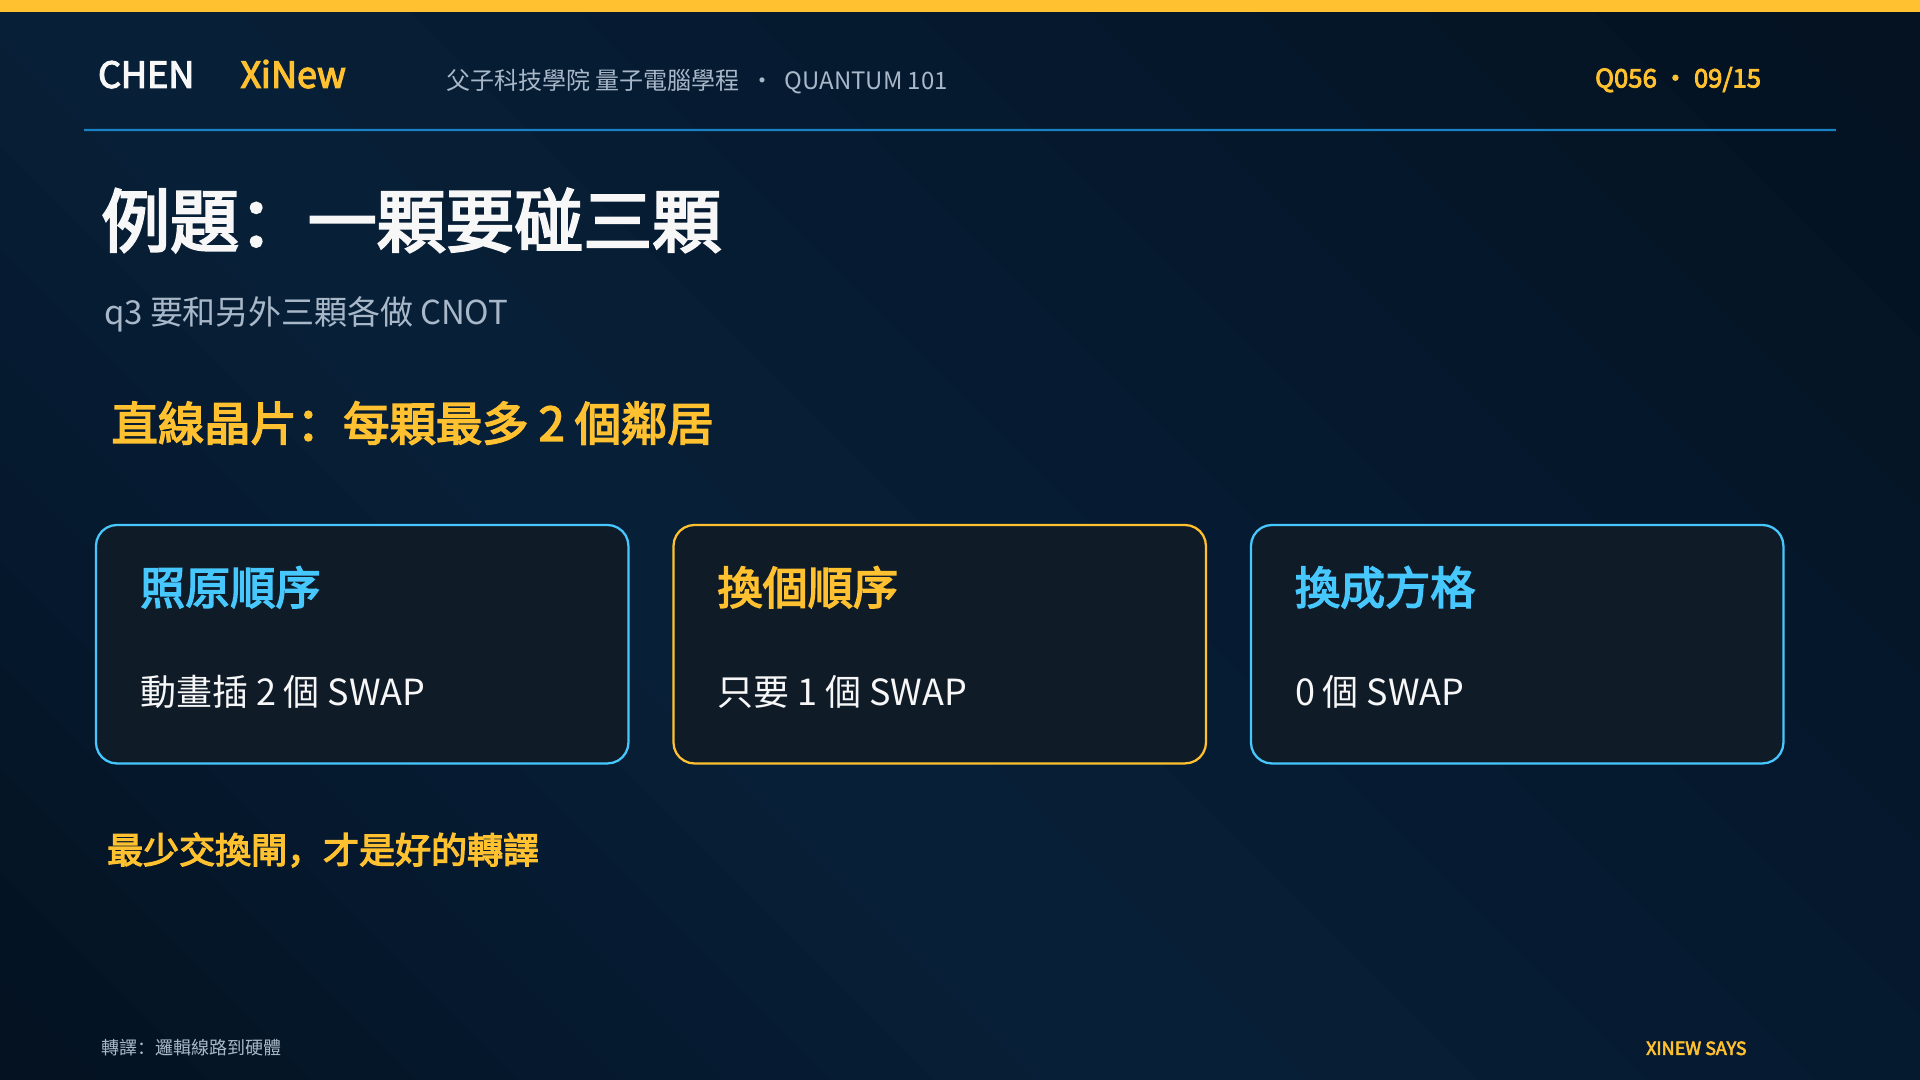 CHEN XiNew 父子科技學院 量子電腦學程 • QUANTUM 101 Q056 • 09/15
例題：一顆要碰三顆
q3 要和另外三顆各做 CNOT
直線晶片：每顆最多 2 個鄰居
照原順序
動畫插 2 個 SWAP
換個順序
只要 1 個 SWAP
換成方格
0 個 SWAP
最少交換閘，才是好的轉譯
轉譯：邏輯線路到硬體
XINEW SAYS